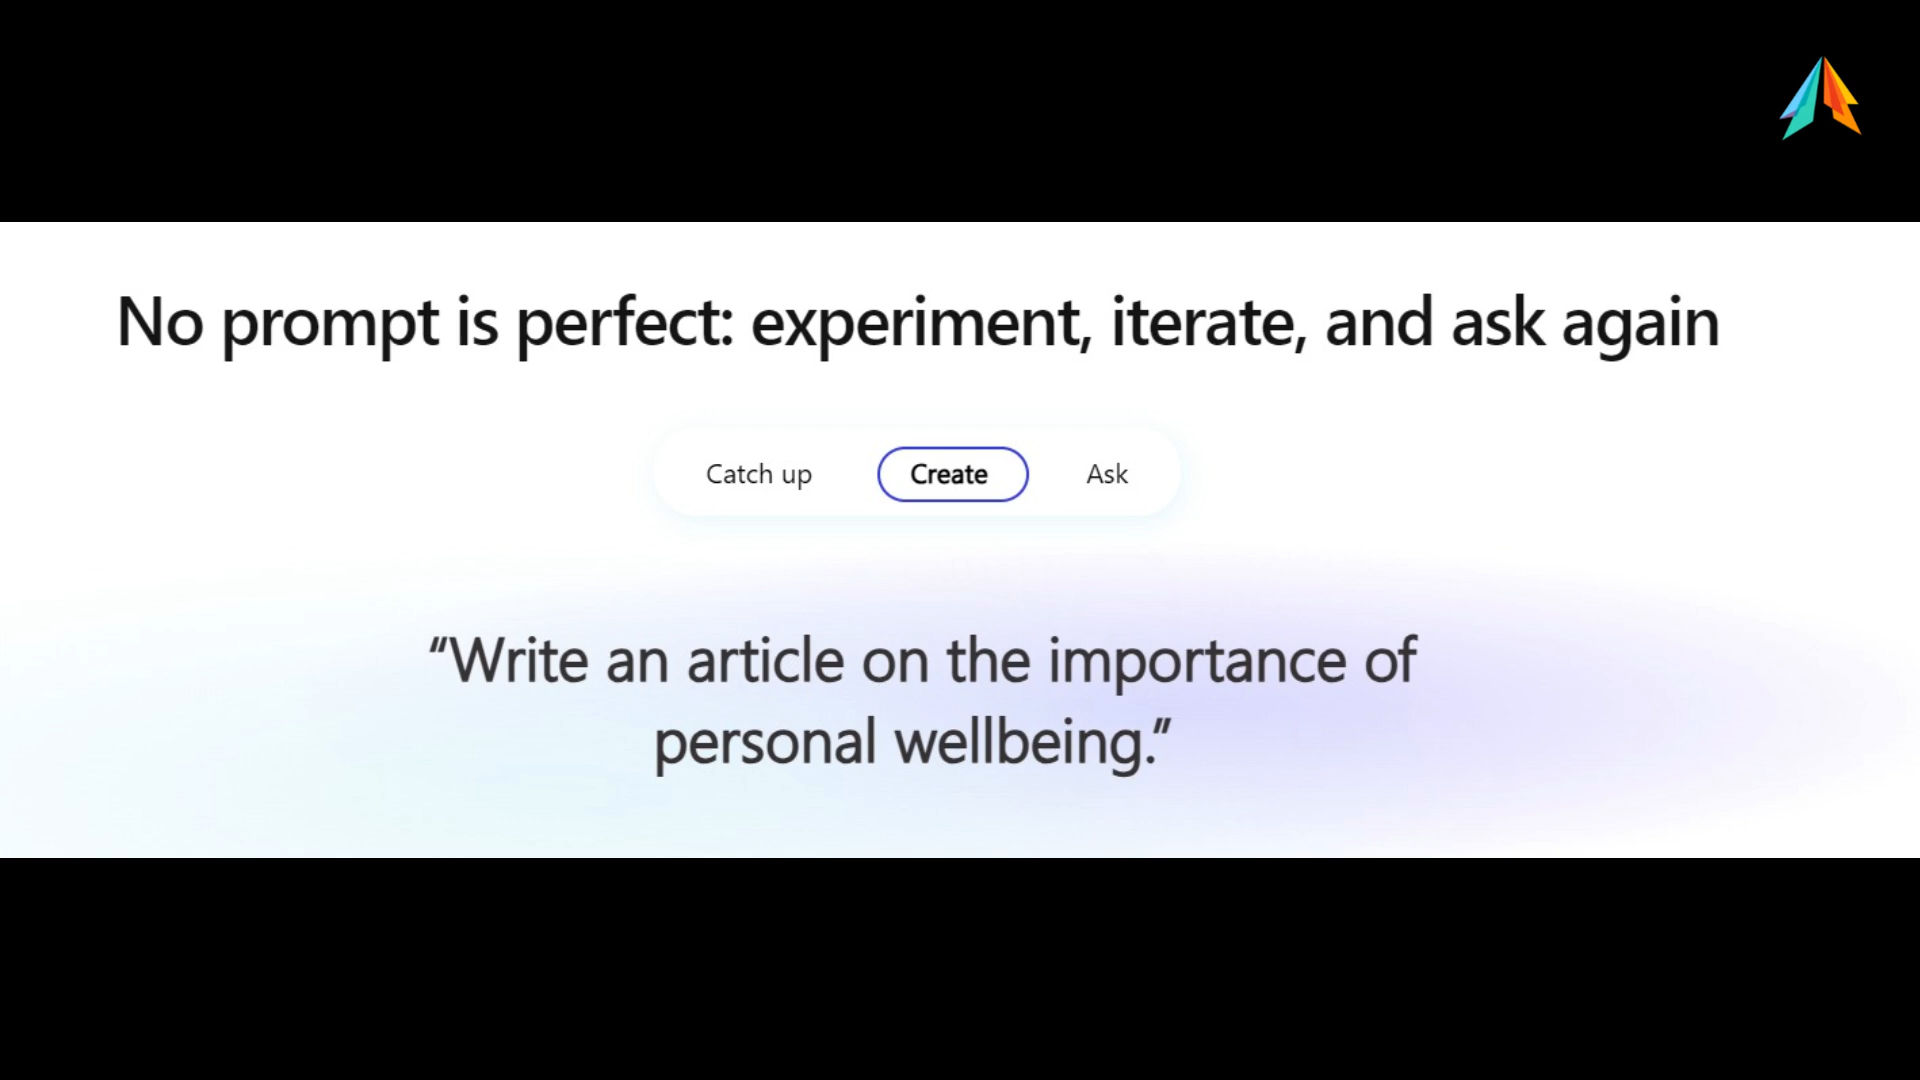 No prompt is perfect: experiment, iterate, and ask again
Catch up
Create
Ask
“Write an article on the importance of
personal wellbeing.”